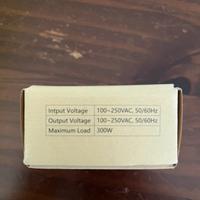 Intput Voltage 100~250VAC, 50/60Hz
Output Voltage 100~250VAC, 50/60Hz
Maximum Load 300W